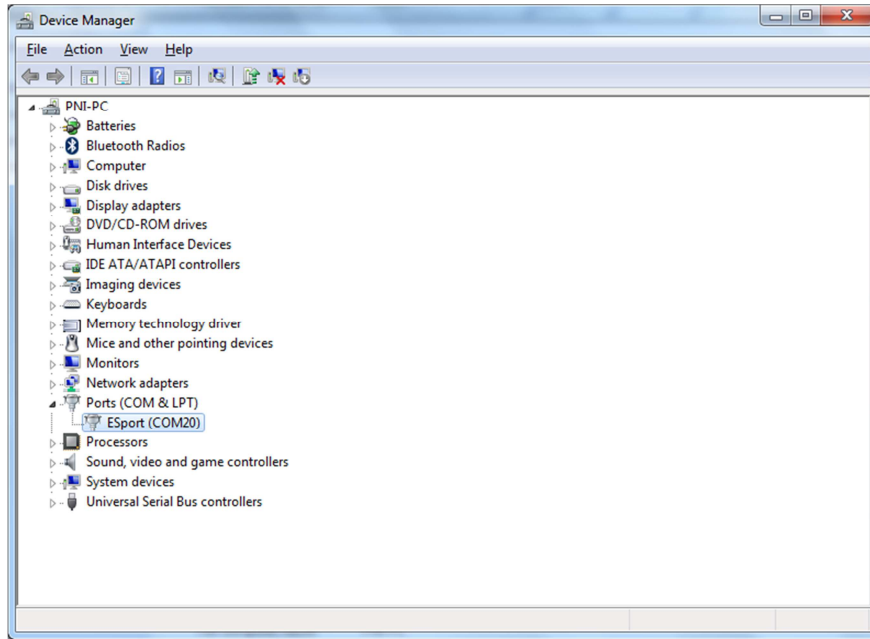 Device Manager
File Action View Help
PNI-PC
Batteries
Bluetooth Radios
Computer
Disk drives
Display adapters
DVD/CD-ROM drives
Human Interface Devices
IDE ATA/ATAPI controllers
Imaging devices
Keyboards
Memory technology driver
Mice and other pointing devices
Monitors
Network adapters
Ports (COM & LPT)
ESport (COM20)
Processors
Sound, video and game controllers
System devices
Universal Serial Bus controllers